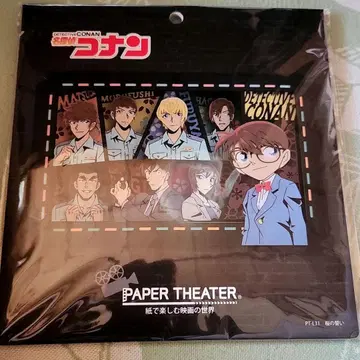 DETECTIVE CONAN
名探偵コナン
DETECTIVE
CONAN
PAPER THEATER®
紙で楽しむ映画の世界